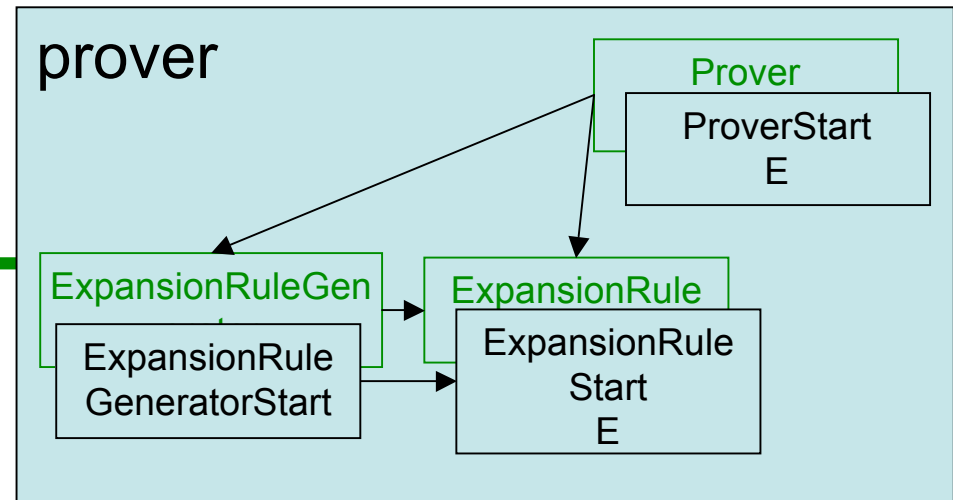 prover
Prover
ProverStart
E
ExpansionRuleGen
ExpansionRule
GeneratorStart
ExpansionRule
ExpansionRule
Start
E